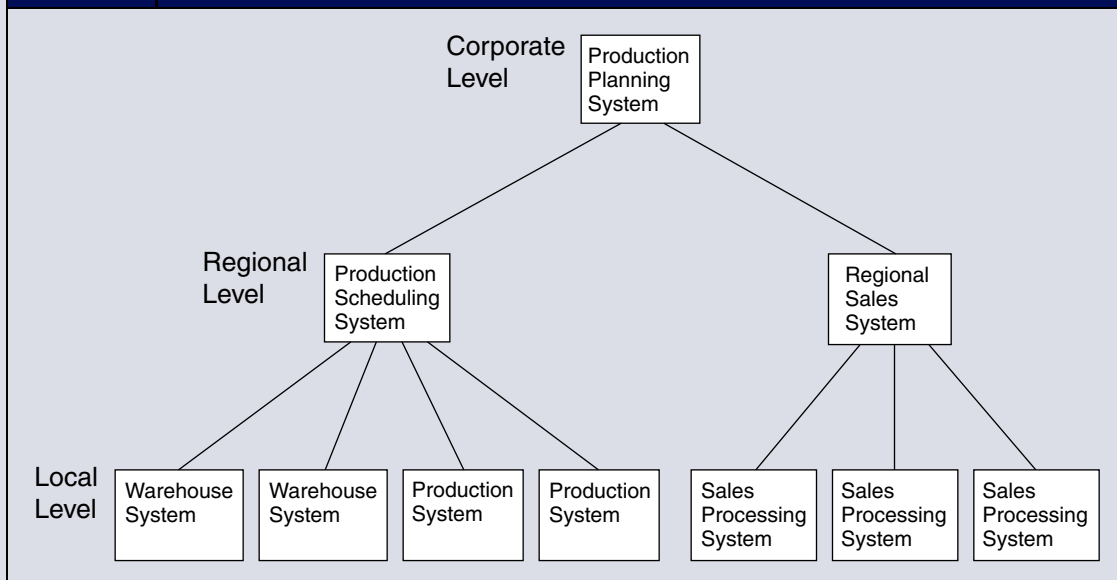 Corporate
Level
Production
Planning
System
Regional
Level
Production
Scheduling
System
Regional
Sales
System
Local
Level
Warehouse
System
Warehouse
System
Production
System
Production
System
Sales
Processing
System
Sales
Processing
System
Sales
Processing
System